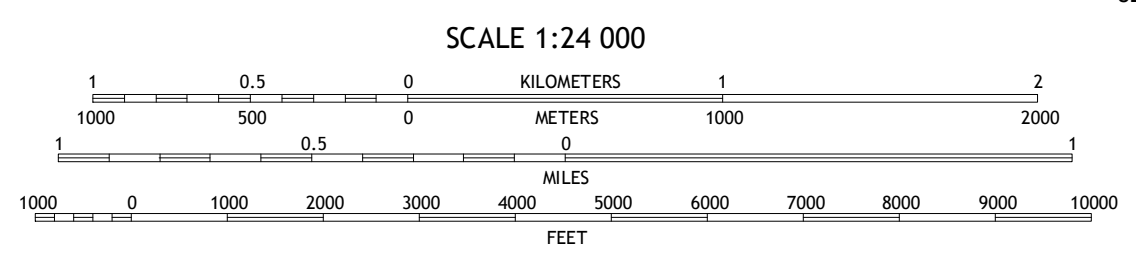 SCALE 1:24 000
1 0.5 0 KILOMETERS 1 2
1000 500 0 METERS 1000 2000
1 0.5 0 1
MILES
1000 0 1000 2000 3000 4000 5000 6000 7000 8000 9000 10000
FEET